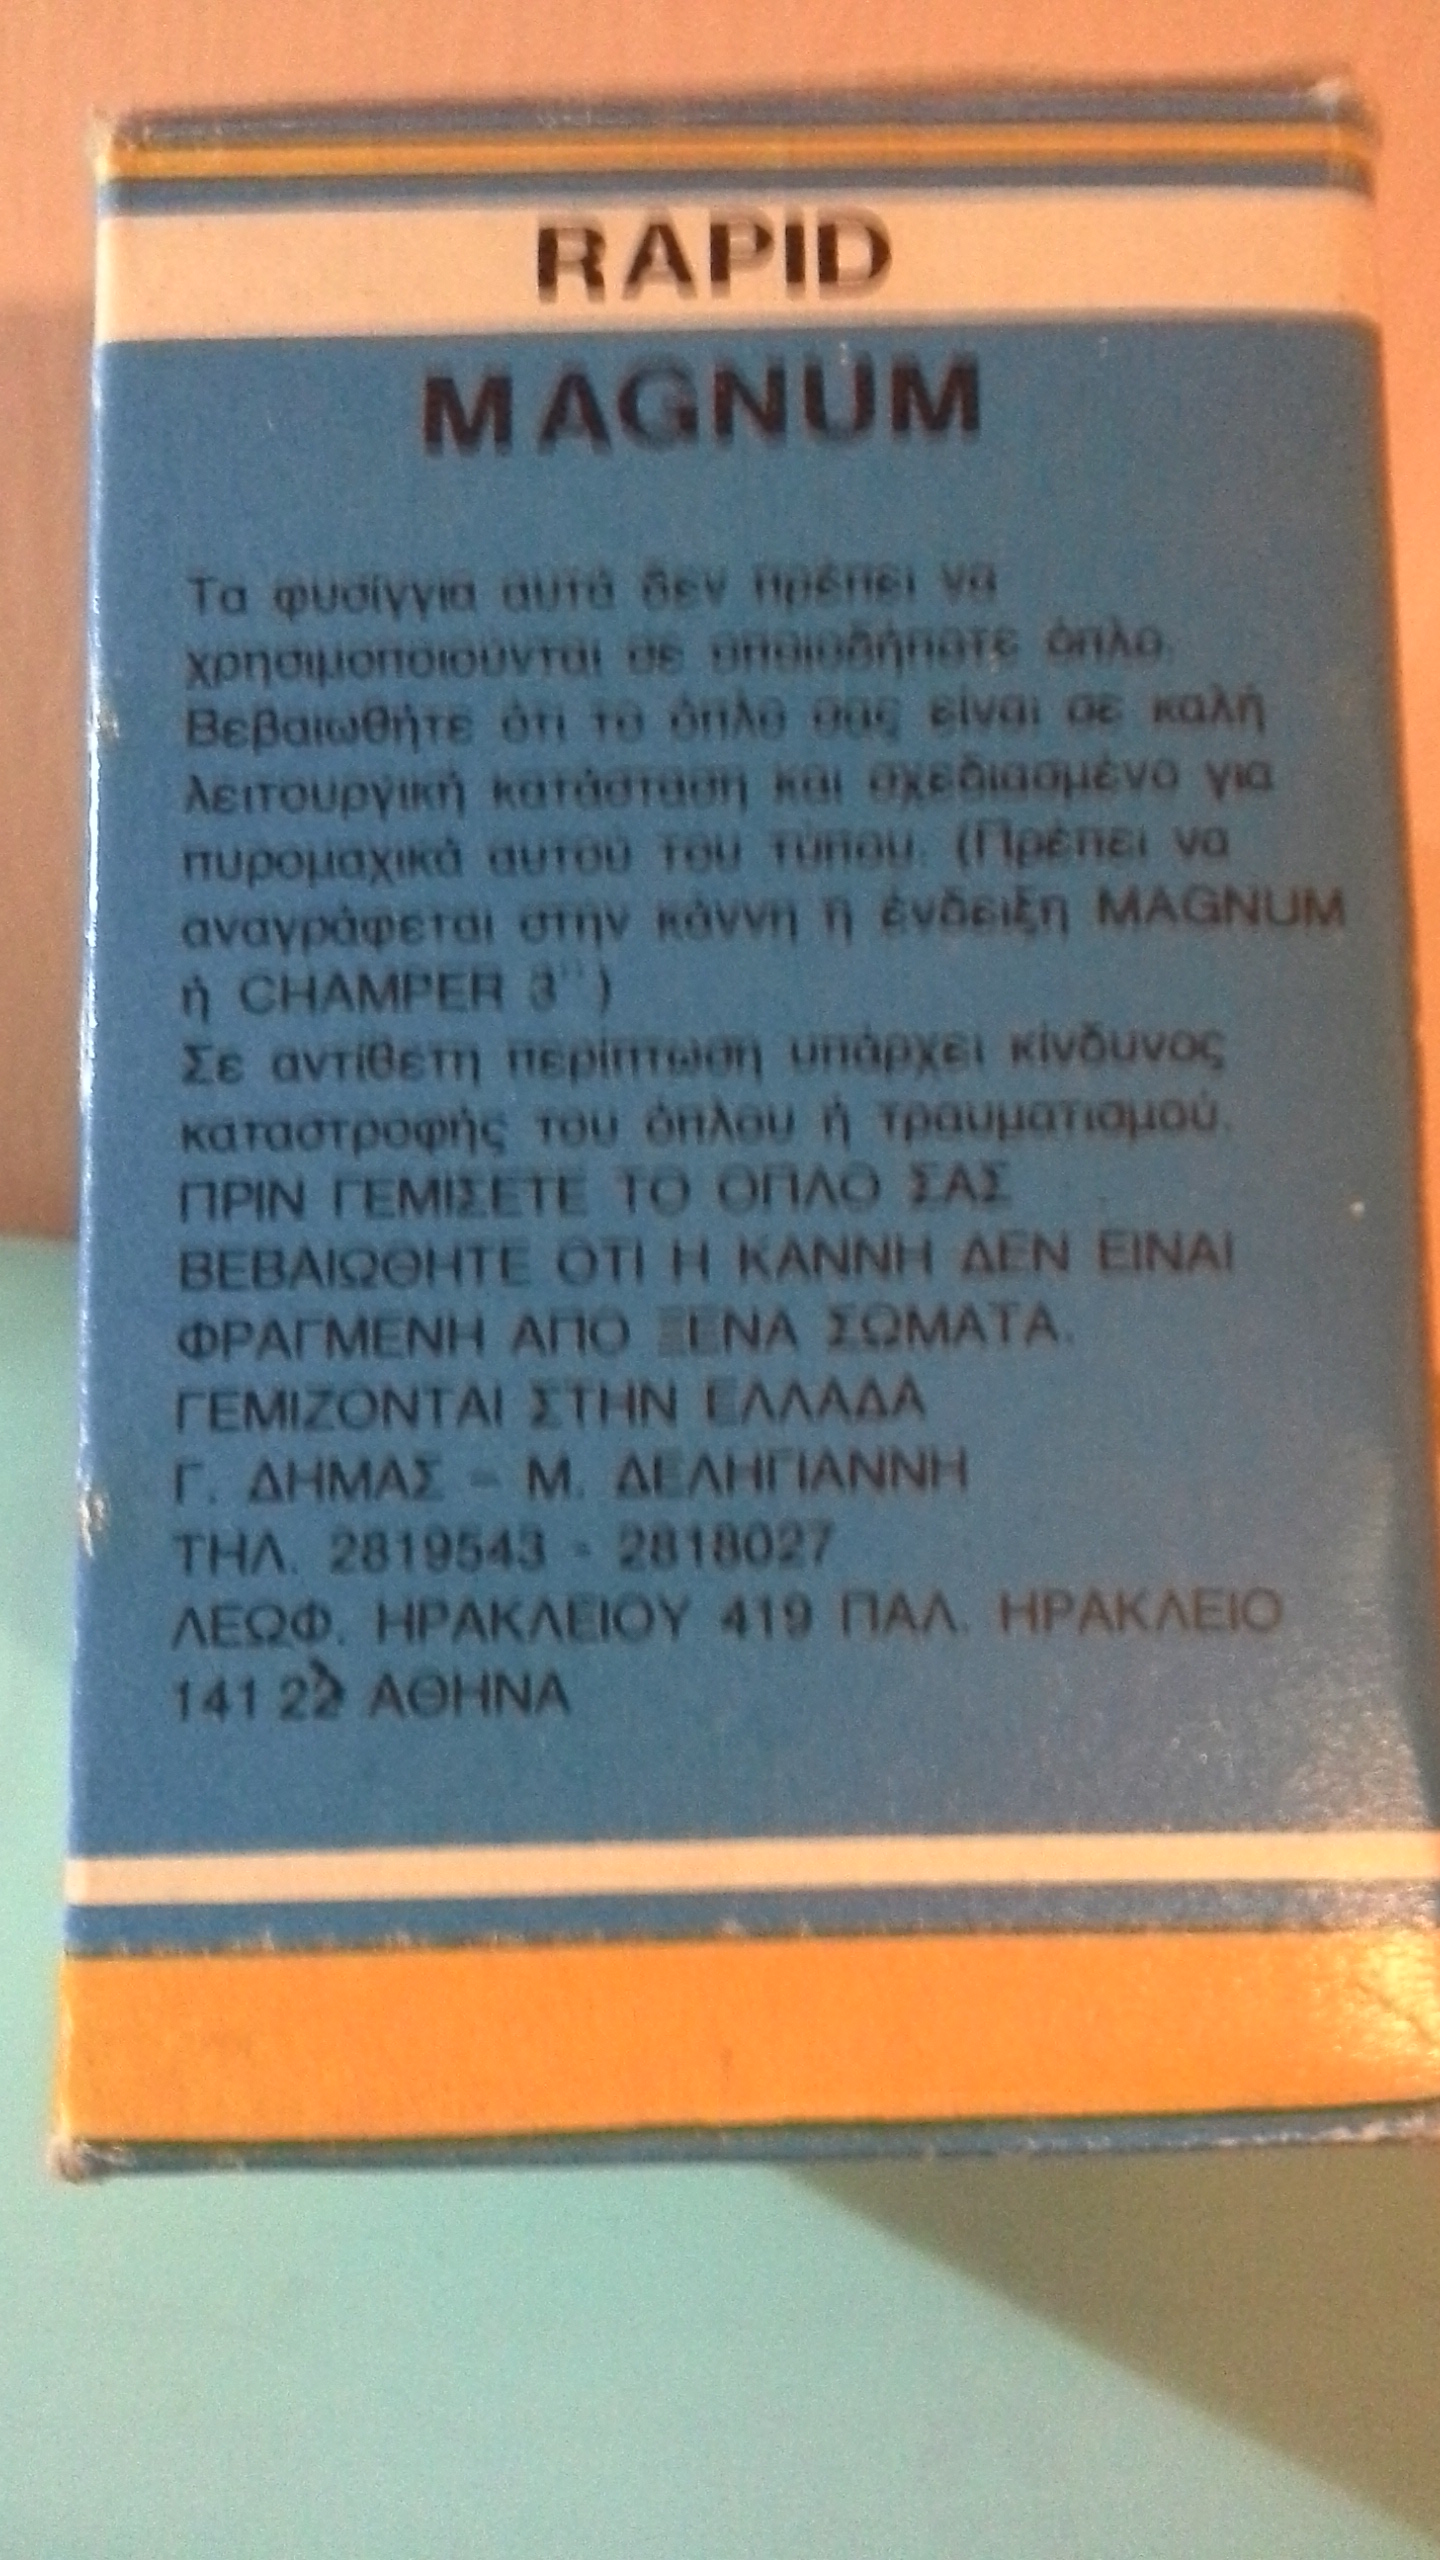 RAPID
MAGNUM
Τα φυσίγγια αυτά δεν πρέπει να
χρησιμοποιούνται σε οποιοδήποτε όπλο.
Βεβαιωθήτε ότι το όπλο σας είναι σε καλή
λειτουργική κατάσταση και σχεδιασμένο για
πυρομαχικά αυτού του τύπου. (Πρέπει να
αναγράφεται στην κάννη η ένδειξη MAGNUM
ή CHAMPER 3'')
Σε αντίθετη περίπτωση υπάρχει κίνδυνος
καταστροφής του όπλου ή τραυματισμού.
ΠΡΙΝ ΓΕΜΙΣΕΤΕ ΤΟ ΟΠΛΟ ΣΑΣ
ΒΕΒΑΙΩΘΗΤΕ ΟΤΙ Η ΚΑΝΝΗ ΔΕΝ ΕΙΝΑΙ
ΦΡΑΓΜΕΝΗ ΑΠΟ ΞΕΝΑ ΣΩΜΑΤΑ.
ΓΕΜΙΖΟΝΤΑΙ ΣΤΗΝ ΕΛΛΑΔΑ
Γ. ΔΗΜΑΣ - Μ. ΔΕΛΗΓΙΑΝΝΗ
ΤΗΛ. 2819543 - 2818027
ΛΕΩΦ. ΗΡΑΚΛΕΙΟΥ 419 ΠΑΛ. ΗΡΑΚΛΕΙΟ
141 22 ΑΘΗΝΑ